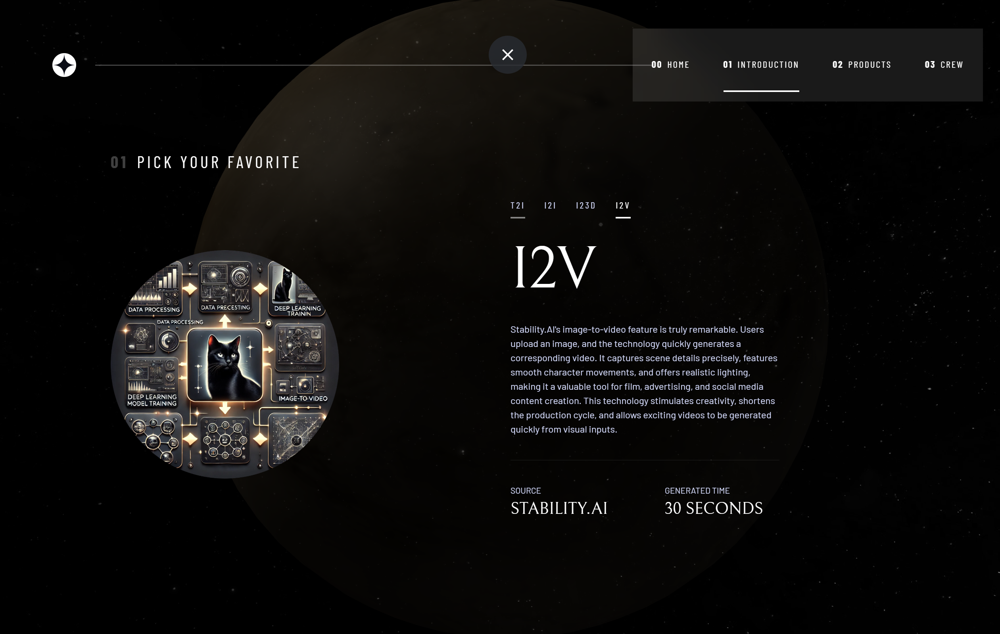 00 HOME 01 INTRODUCTION 02 PRODUCTS 03 CREW
01 PICK YOUR FAVORITE
T2I I2I I23D I2V
I2V
Stability.AI's image-to-video feature is truly remarkable. Users
upload an image, and the technology quickly generates a
corresponding video. It captures scene details precisely, features
smooth character movements, and offers realistic lighting,
making it a valuable tool for film, advertising, and social media
content creation. This technology stimulates creativity, shortens
the production cycle, and allows exciting videos to be generated
quickly from visual inputs.
SOURCE GENERATED TIME
STABILITY.AI 30 SECONDS
DATA PROCESSING DATA PRECESTING DEEP LEARNING
TRAININ
DATA PROCESSING
DEEP LEARNING
MODEL TRAINING
IMAGE-TO-VIDEO